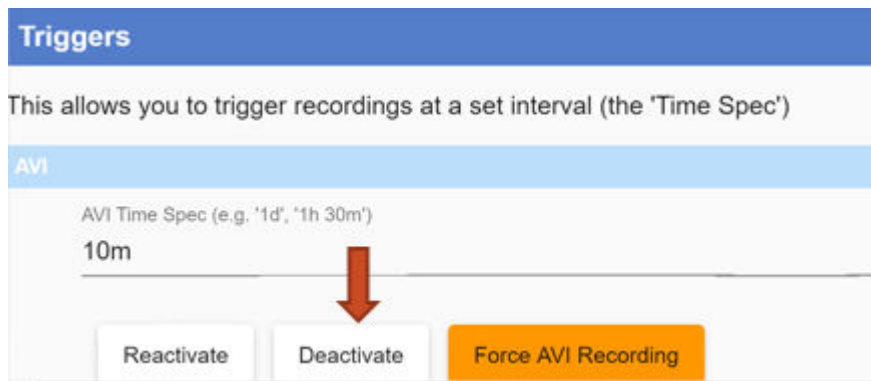 Triggers
This allows you to trigger recordings at a set interval (the 'Time Spec')
AVI
AVI Time Spec (e.g. '1d', '1h 30m')
10m
Reactivate Deactivate Force AVI Recording